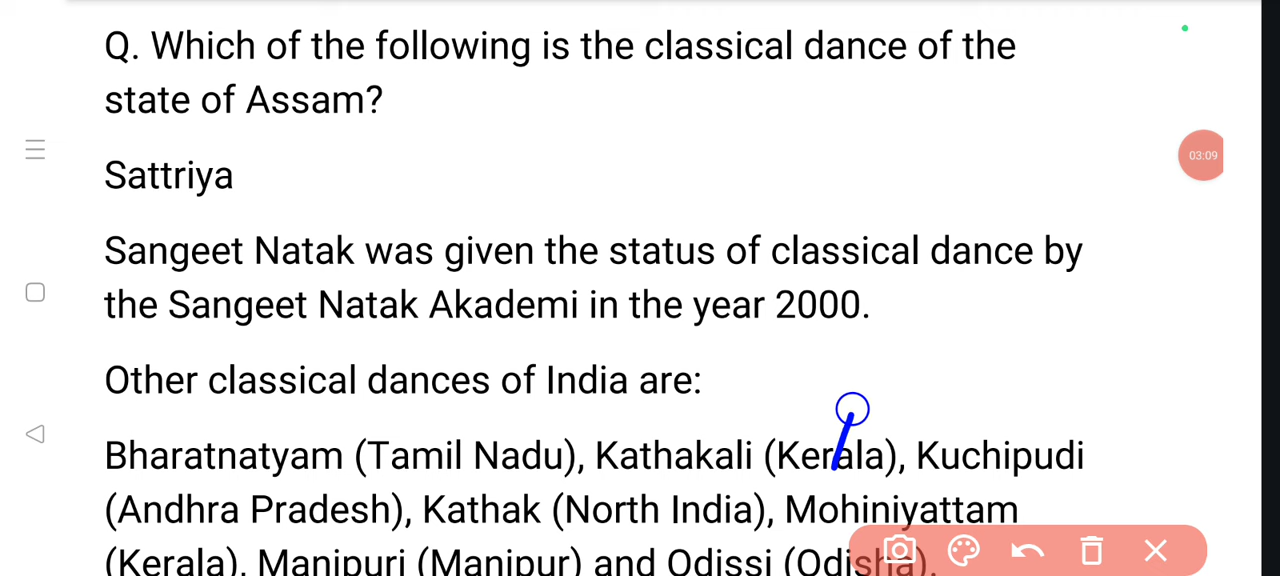 Q. Which of the following is the classical dance of the
state of Assam?
03:09
Sattriya
Sangeet Natak was given the status of classical dance by
the Sangeet Natak Akademi in the year 2000.
Other classical dances of India are:
Bharatnatyam (Tamil Nadu), Kathakali (Kerala), Kuchipudi
(Andhra Pradesh), Kathak (North India), Mohiniyattam
(Kerala), Manipuri (Manipur) and Odissi (Odisha).